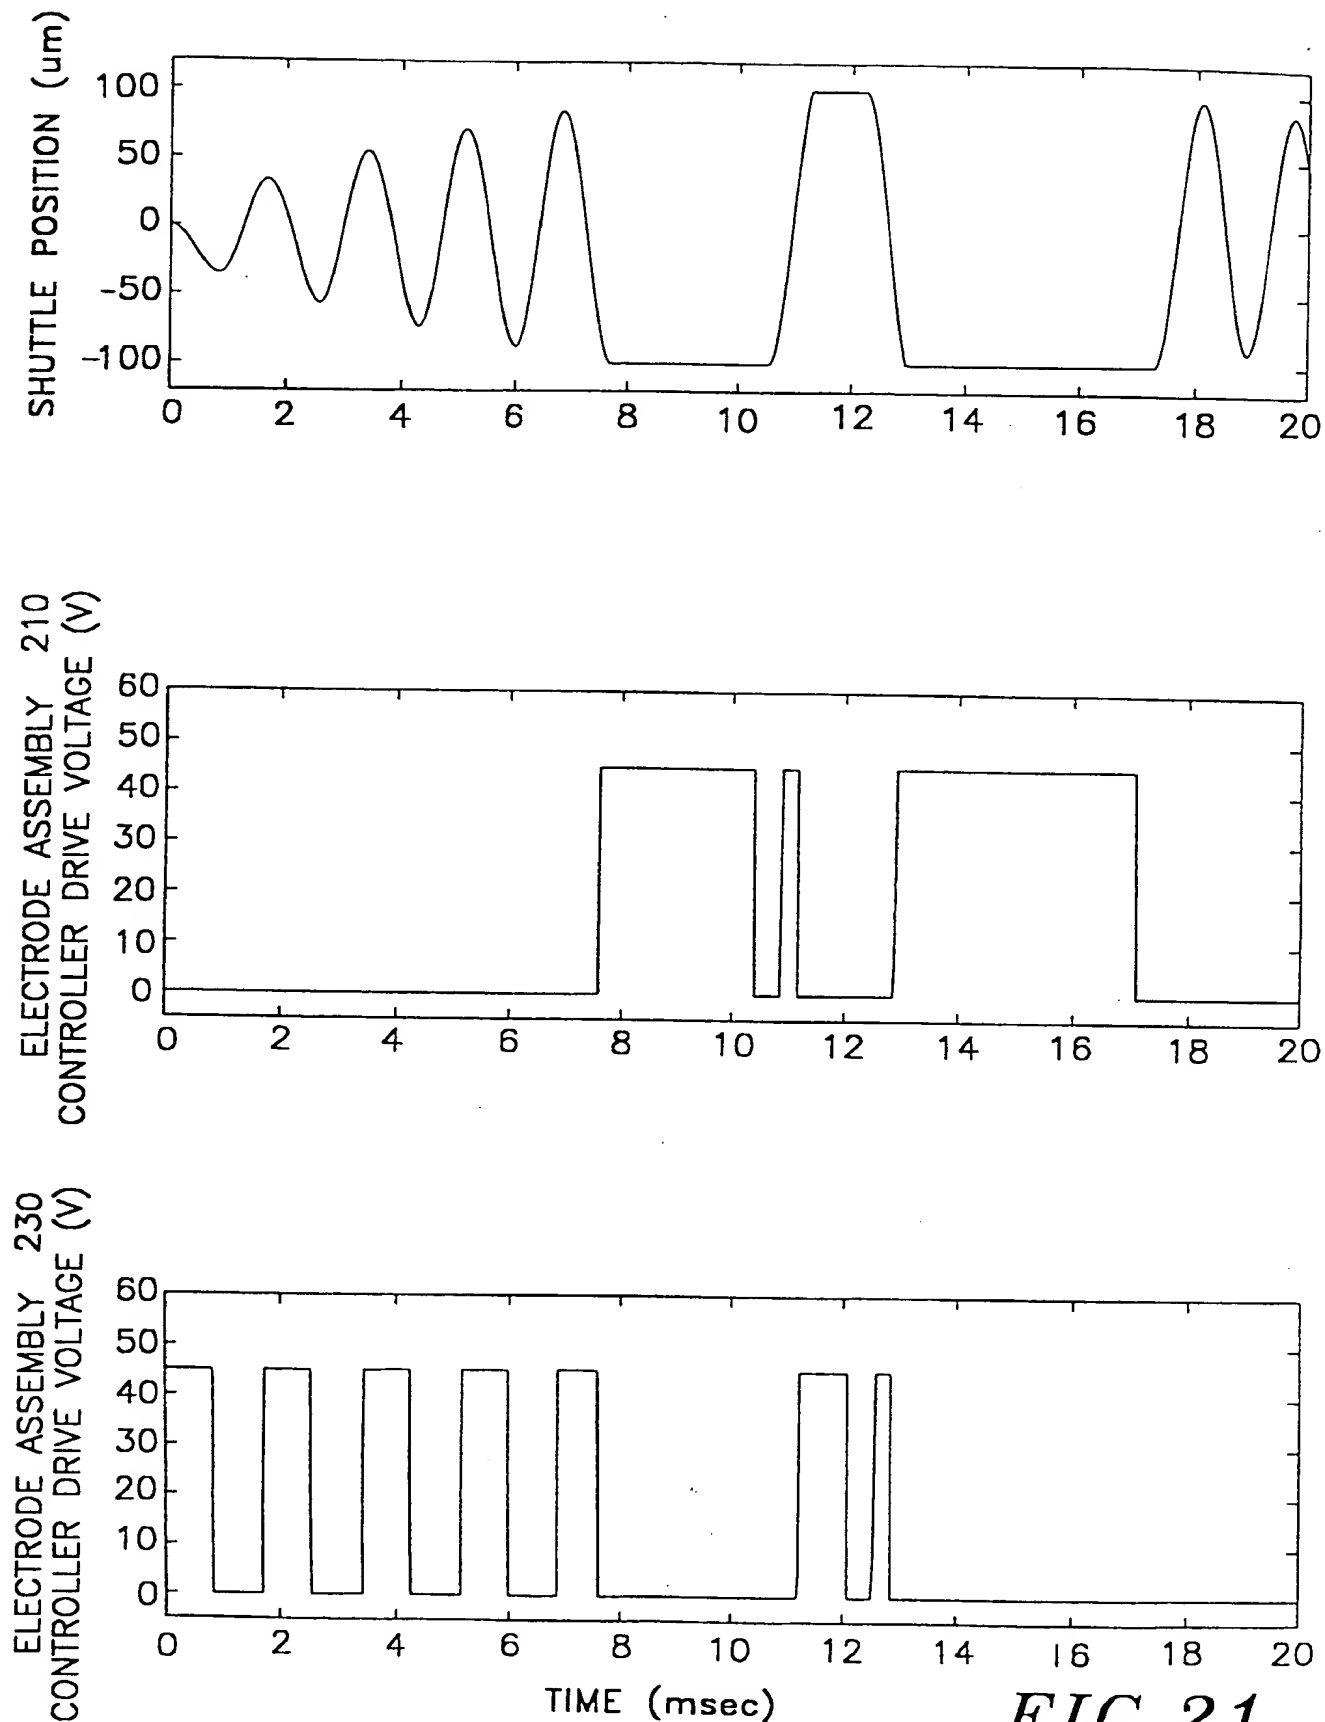 SHUTTLE POSITION (um)
100
50
0
-50
-100
0 2 4 6 8 10 12 14 16 18 20
ELECTRODE ASSEMBLY 210
CONTROLLER DRIVE VOLTAGE (V)
60
50
40
30
20
10
0
0 2 4 6 8 10 12 14 16 18 20
ELECTRODE ASSEMBLY 230
CONTROLLER DRIVE VOLTAGE (V)
60
50
40
30
20
10
0
0 2 4 6 8 10 12 14 16 18 20
TIME (msec)
FIG. 21